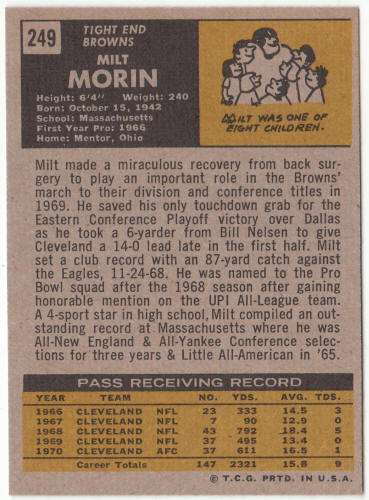 249
TIGHT END
BROWNS
MILT
MORIN
Height: 6'4" Weight: 240
Born: October 15, 1942
School: Massachusetts
First Year Pro: 1966
Home: Mentor, Ohio
MILT WAS ONE OF
EIGHT CHILDREN.
Milt made a miraculous recovery from back sur-
gery to play an important role in the Browns'
march to their division and conference titles in
1969. He saved his only touchdown grab for the
Eastern Conference Playoff victory over Dallas
as he took a 6-yarder from Bill Nelsen to give
Cleveland a 14-0 lead late in the first half. Milt
set a club record with an 87-yard catch against
the Eagles, 11-24-68. He was named to the Pro
Bowl squad after the 1968 season after gaining
honorable mention on the UPI All-League team.
A 4-sport star in high school, Milt compiled an out-
standing record at Massachusetts where he was
All-New England & All-Yankee Conference selec-
tions for three years & Little All-American in '65.
PASS RECEIVING RECORD
YEAR TEAM NO. YDS. AVG. TDS.
1966 CLEVELAND NFL 23 333 14.5 3
1967 CLEVELAND NFL 7 90 12.9 0
1968 CLEVELAND NFL 43 792 18.4 5
1969 CLEVELAND NFL 37 495 13.4 0
1970 CLEVELAND AFC 37 611 16.5 1
Career Totals 147 2321 15.8 9
© T.C.G. PRTD. IN U.S.A.